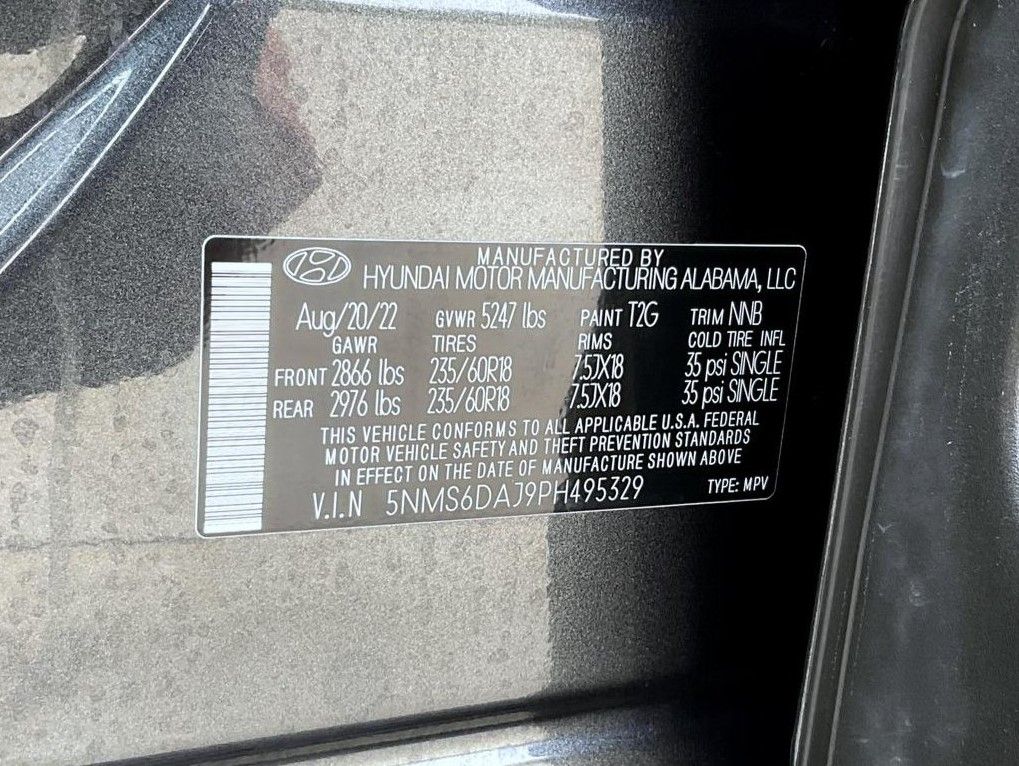 MANUFACTURED BY
HYUNDAI MOTOR MANUFACTURING ALABAMA, LLC
Aug/20/22 GVWR 5247 lbs PAINT T2G TRIM NNB
GAWR TIRES RIMS COLD TIRE INFL
FRONT 2866 lbs 235/60R18 7.5JX18 35 psi SINGLE
REAR 2976 lbs 235/60R18 7.5JX18 35 psi SINGLE
THIS VEHICLE CONFORMS TO ALL APPLICABLE U.S.A. FEDERAL
MOTOR VEHICLE SAFETY AND THEFT PREVENTION STANDARDS
IN EFFECT ON THE DATE OF MANUFACTURE SHOWN ABOVE
V.I.N 5NMS6DAJ9PH495329 TYPE: MPV